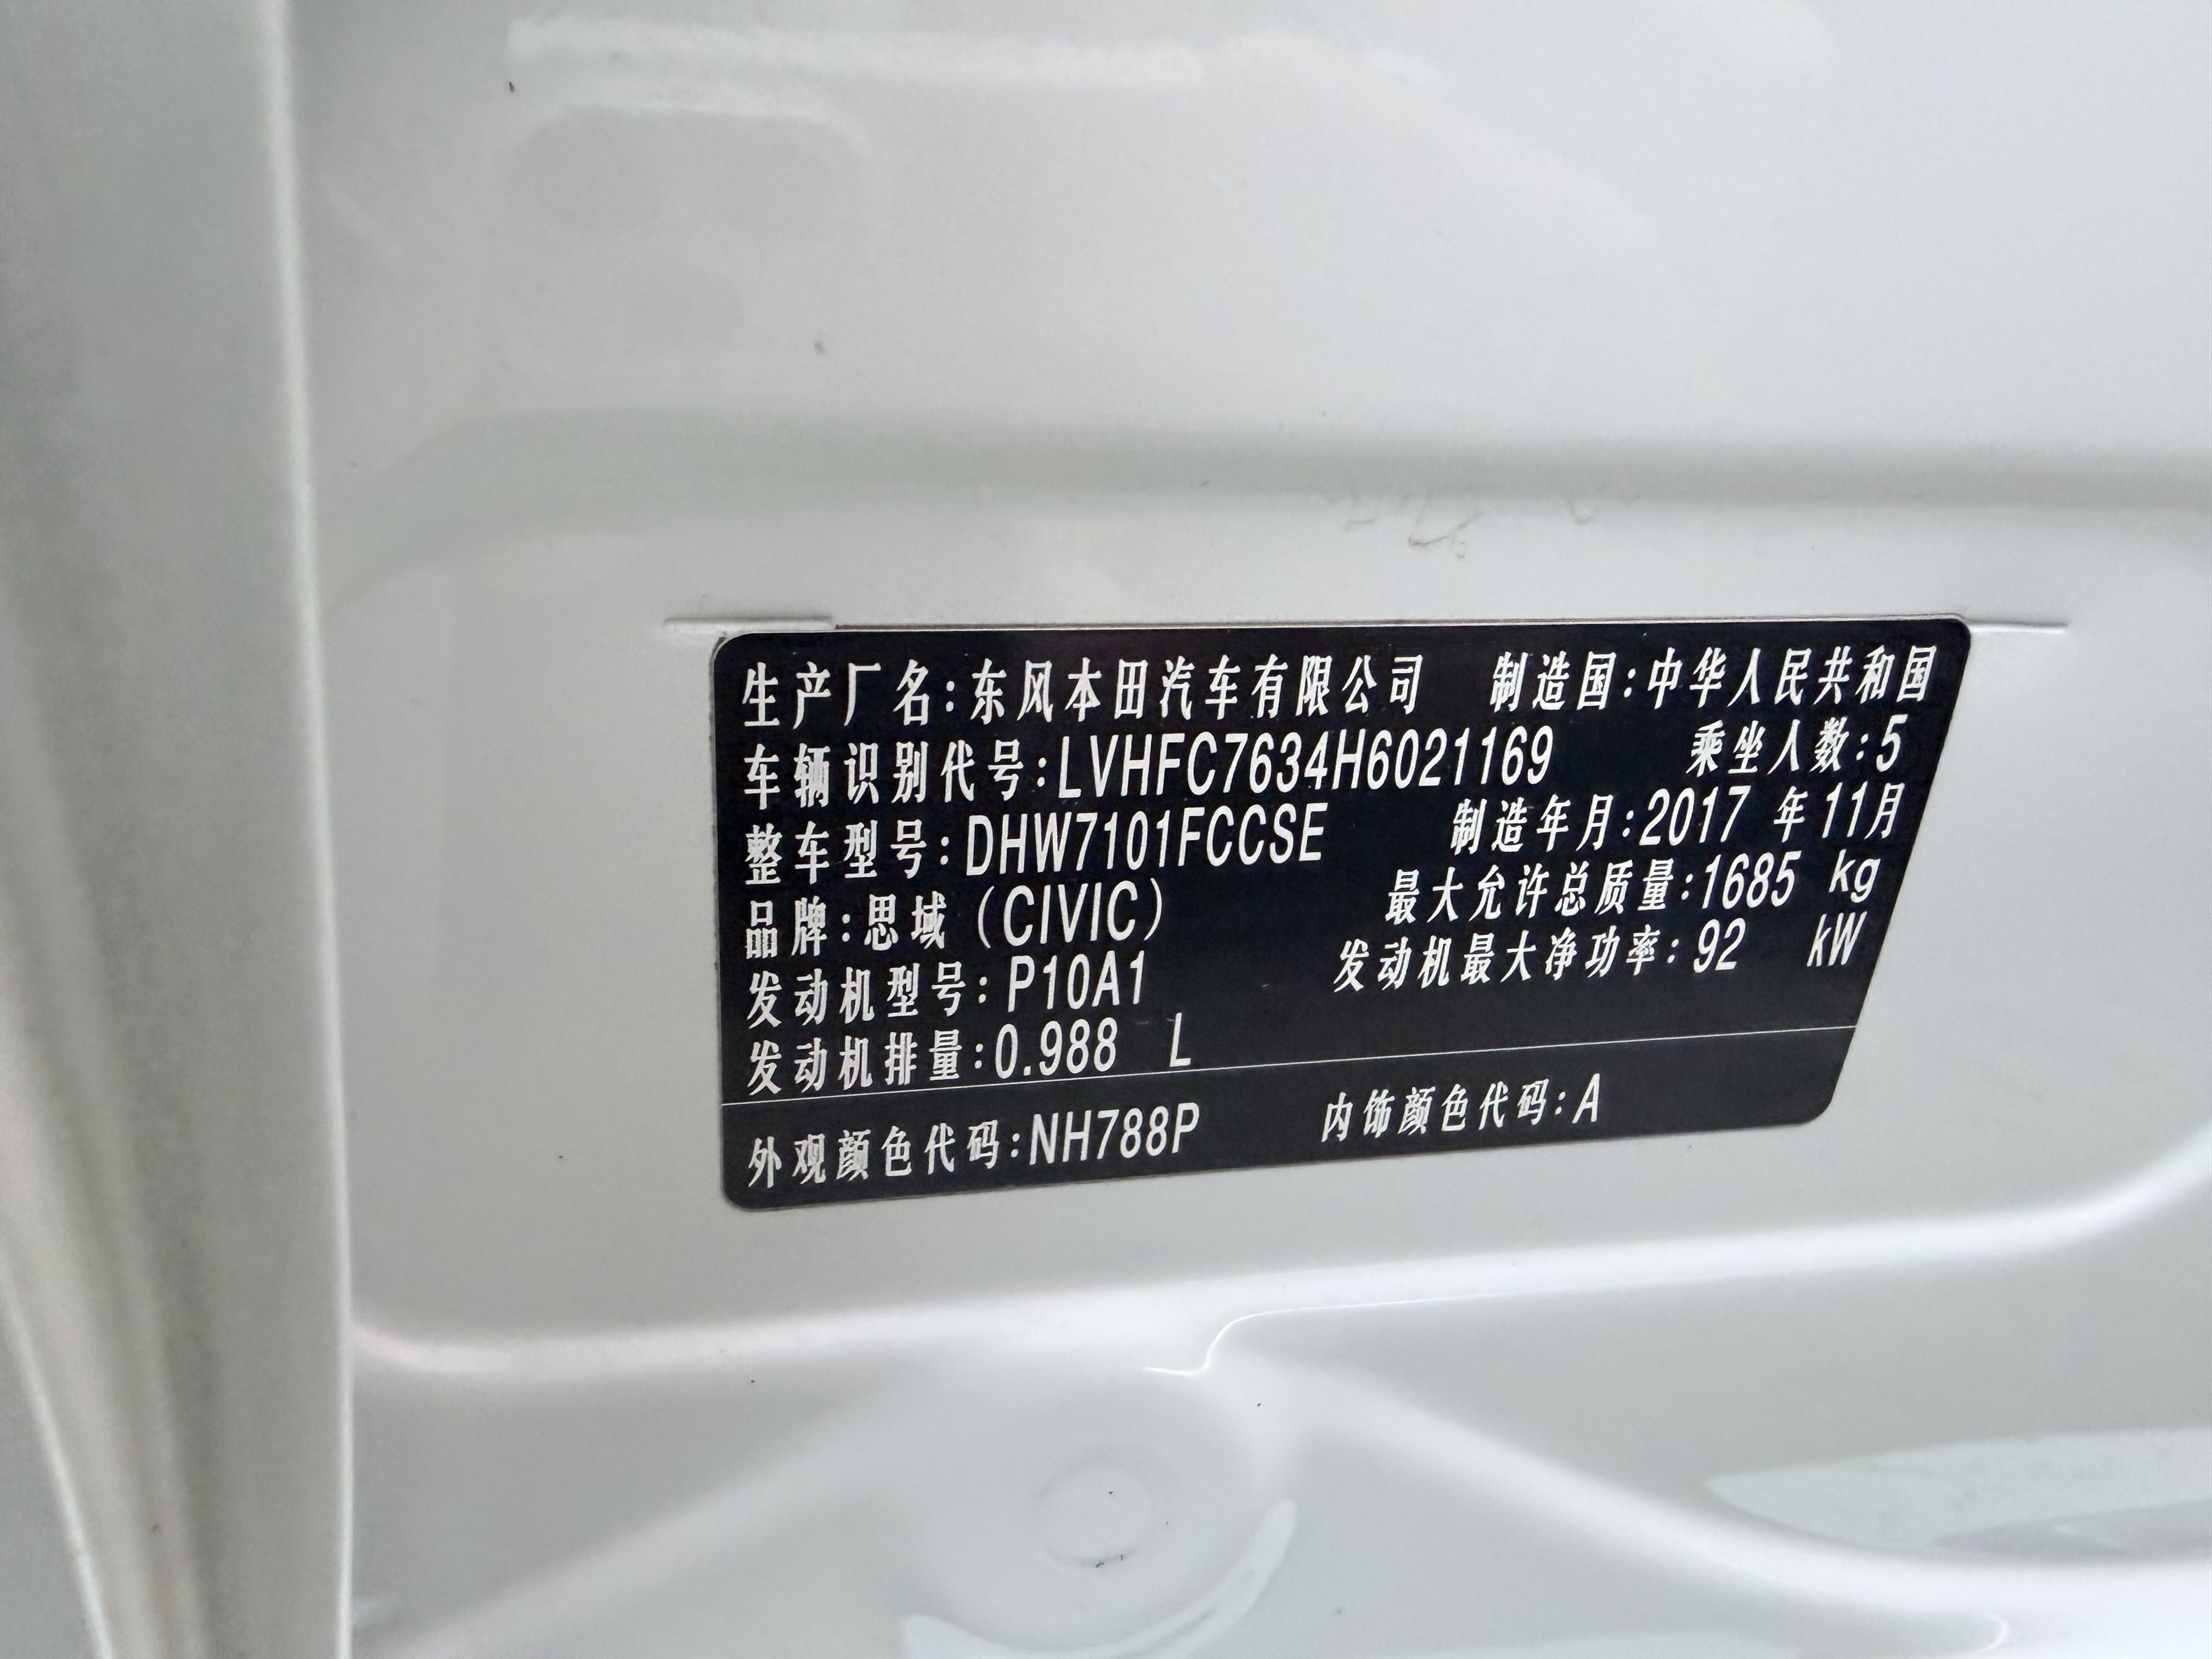 生产厂名:东风本田汽车有限公司 制造国:中华人民共和国
车辆识别代号:LVHFC7634H6021169 乘坐人数:5
整车型号:DHW7101FCCSE 制造年月:2017 年11月
品牌:思域（CIVIC） 最大允许总质量:1685 kg
发动机型号:P10A1 发动机最大净功率:92 kW
发动机排量:0.988 L
外观颜色代码:NH788P 内饰颜色代码:A